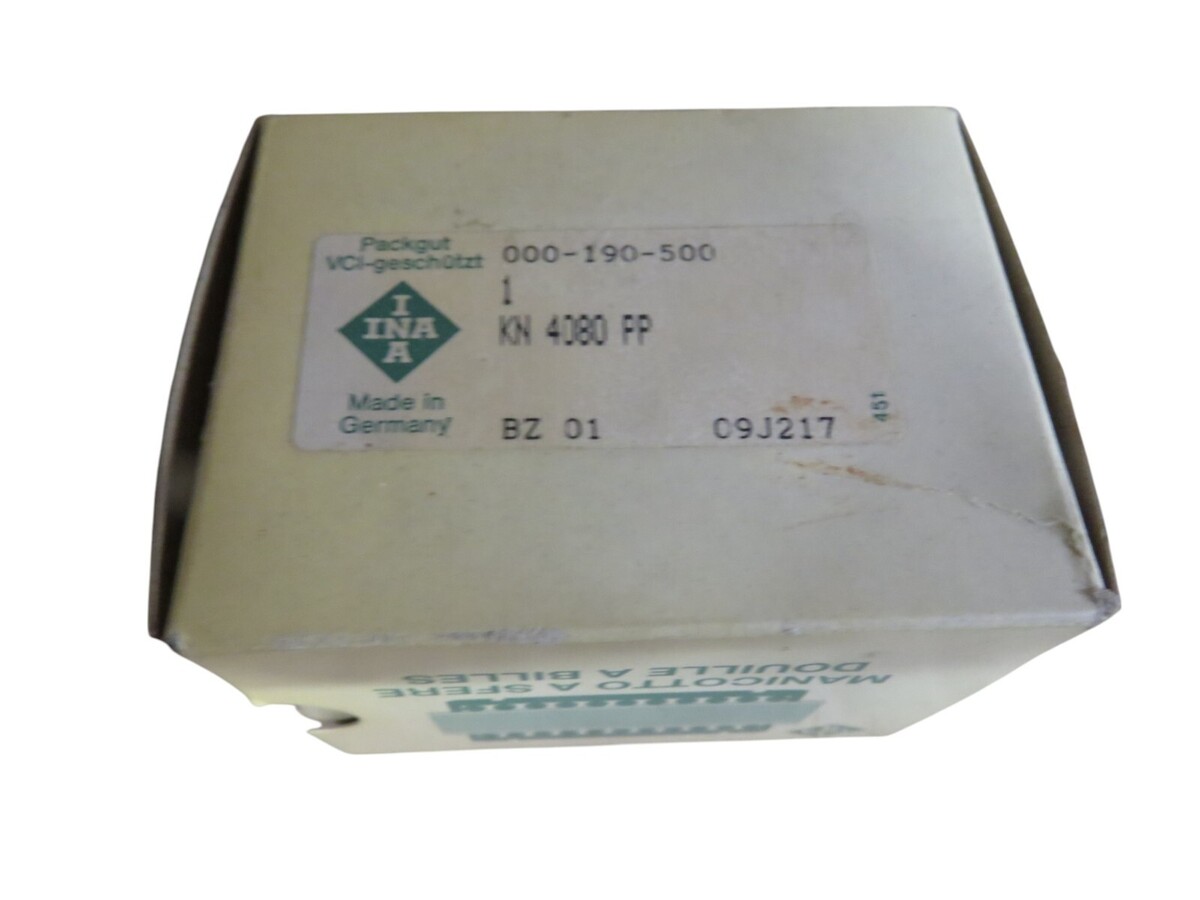 Packgut
VCI-geschützt
000-190-500
1
KN 4080 PP
I
INA
A
Made in
Germany
BZ 01
09J217
451
MANICOTTO A SFERE
DOUILLE A BILLES